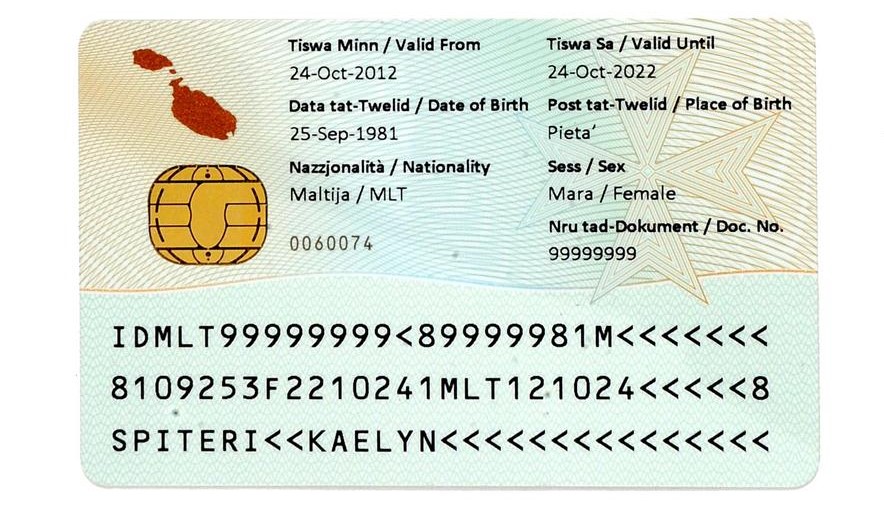 Tiswa Minn / Valid From
24-Oct-2012
Tiswa Sa / Valid Until
24-Oct-2022
Data tat-Twelid / Date of Birth
25-Sep-1981
Post tat-Twelid / Place of Birth
Pieta’
Nazzjonalità / Nationality
Maltija / MLT
Sess / Sex
Mara / Female
0060074
Nru tad-Dokument / Doc. No.
99999999
IDMLT99999999<89999981M<<<<<<<
8109253F2210241MLT121024<<<<<8
SPITERI<<KAELYN<<<<<<<<<<<<<<<